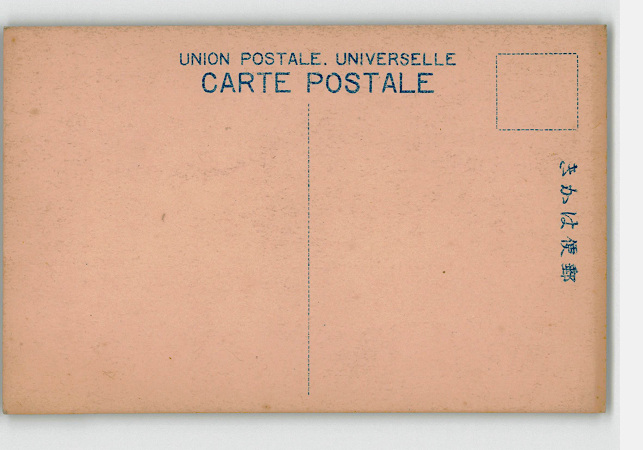 UNION POSTALE. UNIVERSELLE
CARTE POSTALE
きかは便郵